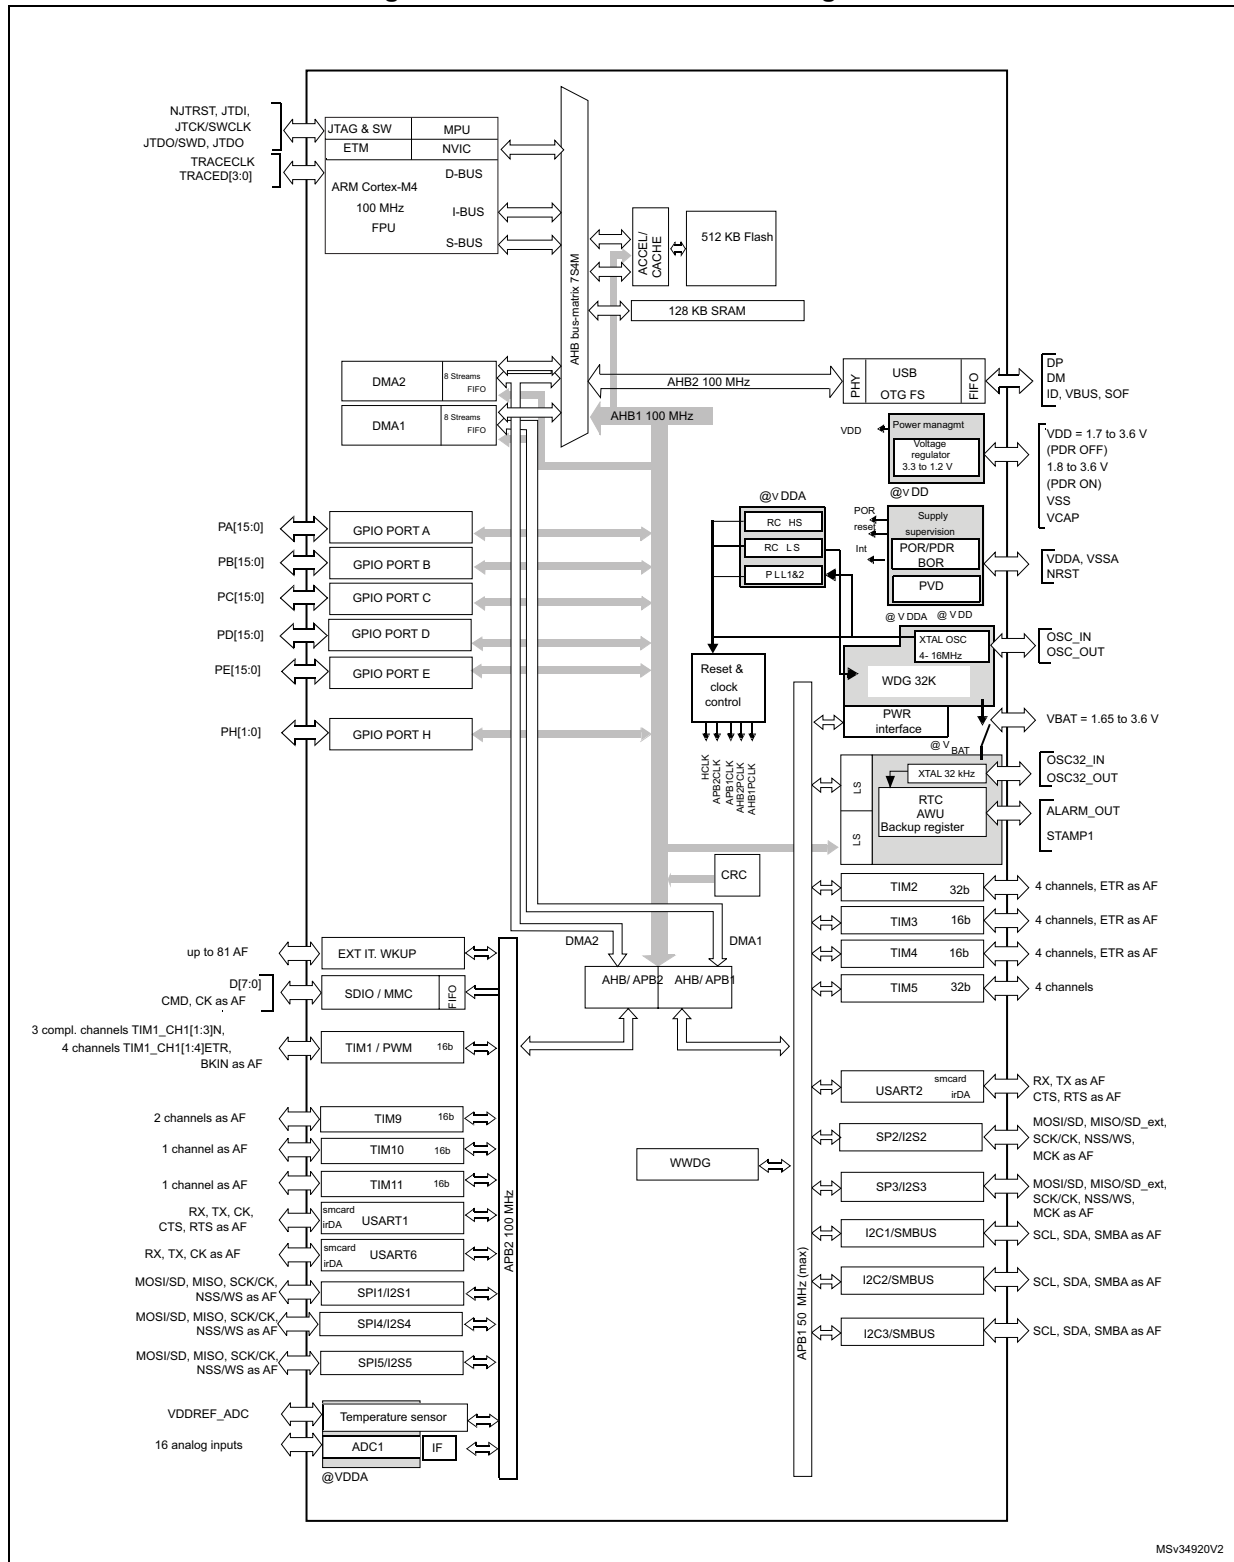 NJTRST, JTDI,
JTCK/SWCLK
JTDO/SWD, JTDO
TRACECLK
TRACED[3:0]
JTAG & SW
MPU
ETM
NVIC
ARM Cortex-M4
100 MHz
FPU
D-BUS
I-BUS
S-BUS
AHB bus-matrix 7S4M
ACCEL/
CACHE
512 KB Flash
128 KB SRAM
DMA2
8 Streams
FIFO
DMA1
8 Streams
FIFO
AHB2 100 MHz
AHB1 100 MHz
PHY
USB
OTG FS
FIFO
DP
DM
ID, VBUS, SOF
VDD
Power managmt
Voltage
regulator
3.3 to 1.2 V
@V DD
VDD = 1.7 to 3.6 V
(PDR OFF)
1.8 to 3.6 V
(PDR ON)
VSS
VCAP
@V DDA
RC HS
RC LS
PLL1&2
POR
reset
Int
Supply
supervision
POR/PDR
BOR
PVD
VDDA, VSSA
NRST
@ V DDA @ V DD
XTAL OSC
4- 16MHz
OSC_IN
OSC_OUT
WDG 32K
PWR
interface
VBAT = 1.65 to 3.6 V
@ V BAT
Reset &
clock
control
HCLK
APB2CLK
APB1CLK
AHB2PCLK
AHB1PCLK
LS
LS
XTAL 32 kHz
OSC32_IN
OSC32_OUT
RTC
AWU
Backup register
ALARM_OUT
STAMP1
PA[15:0]
GPIO PORT A
PB[15:0]
GPIO PORT B
PC[15:0]
GPIO PORT C
PD[15:0]
GPIO PORT D
PE[15:0]
GPIO PORT E
PH[1:0]
GPIO PORT H
CRC
DMA2
DMA1
AHB/ APB2
AHB/ APB1
TIM2
32b
4 channels, ETR as AF
TIM3
16b
4 channels, ETR as AF
TIM4
16b
4 channels, ETR as AF
TIM5
32b
4 channels
up to 81 AF
EXT IT. WKUP
D[7:0]
CMD, CK as AF
SDIO / MMC
FIFO
3 compl. channels TIM1_CH1[1:3]N,
4 channels TIM1_CH1[1:4]ETR,
BKIN as AF
TIM1 / PWM
16b
2 channels as AF
TIM9
16b
1 channel as AF
TIM10
16b
1 channel as AF
TIM11
16b
RX, TX, CK,
CTS, RTS as AF
smcard
irDA
USART1
RX, TX, CK as AF
smcard
irDA
USART6
MOSI/SD, MISO, SCK/CK,
NSS/WS as AF
SPI1/I2S1
MOSI/SD, MISO, SCK/CK,
NSS/WS as AF
SPI4/I2S4
MOSI/SD, MISO, SCK/CK,
NSS/WS as AF
SPI5/I2S5
VDDREF_ADC
Temperature sensor
16 analog inputs
ADC1
IF
@VDDA
APB2 100 MHz
WWDG
APB1 50 MHz (max)
USART2
smcard
irDA
RX, TX as AF
CTS, RTS as AF
SP2/I2S2
MOSI/SD, MISO/SD_ext,
SCK/CK, NSS/WS,
MCK as AF
SP3/I2S3
MOSI/SD, MISO/SD_ext,
SCK/CK, NSS/WS,
MCK as AF
I2C1/SMBUS
SCL, SDA, SMBA as AF
I2C2/SMBUS
SCL, SDA, SMBA as AF
I2C3/SMBUS
SCL, SDA, SMBA as AF
MSv34920V2